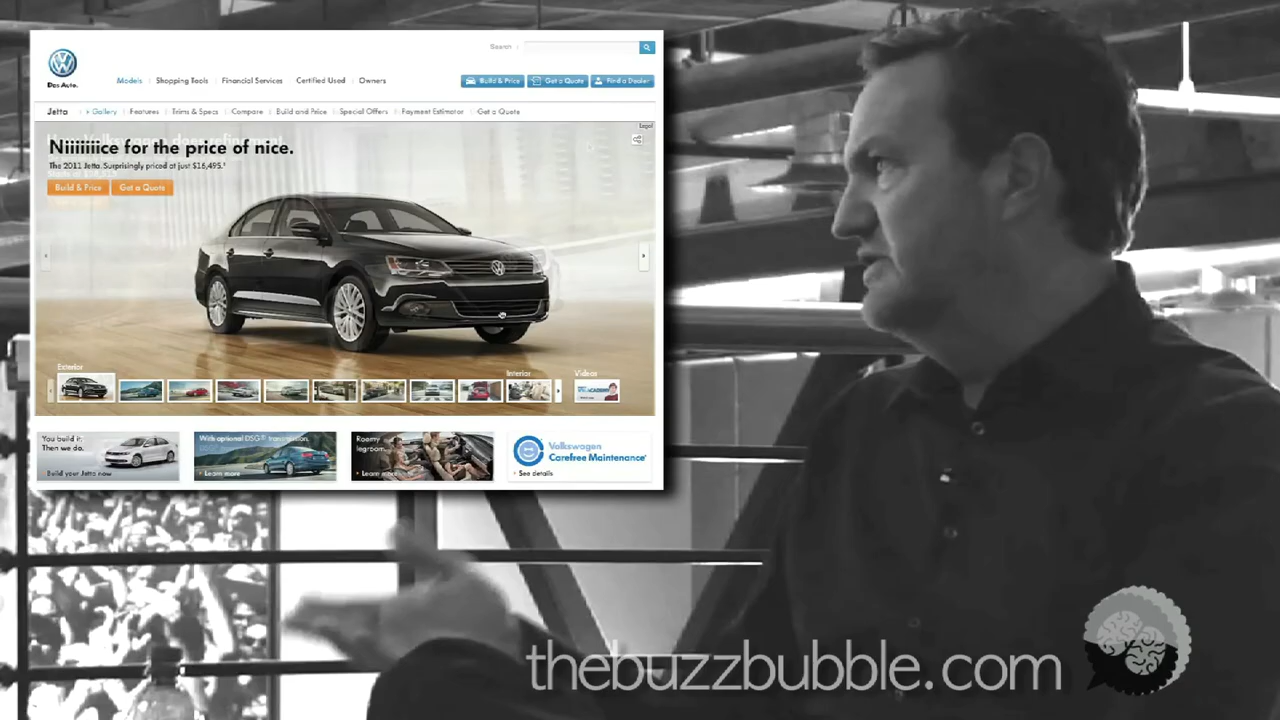 Search
Das Auto.
Models Shopping Tools Financial Services Certified Used Owners
Build & Price Get a Quote Find a Dealer
Jetta Gallery Features Trims & Specs Compare Build and Price Special Offers Payment Estimator Get a Quote
Legal
Niiiiiiice for the price of nice.
The 2011 Jetta. Surprisingly priced at just $16,495.¹
Build & Price Get a Quote
Exterior Interior Videos
You build it.
Then we do.
Build your Jetta now
With optional DSG® transmission.
Learn more
Roomy
legroom.
Learn more
Volkswagen
Carefree Maintenance®
See details
thebuzzbubble.com